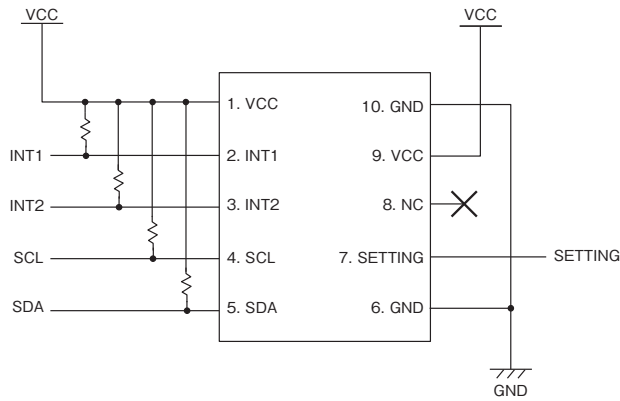 VCC
VCC
1. VCC
10. GND
INT1
2. INT1
9. VCC
INT2
3. INT2
8. NC
SCL
4. SCL
7. SETTING
SETTING
SDA
5. SDA
6. GND
GND